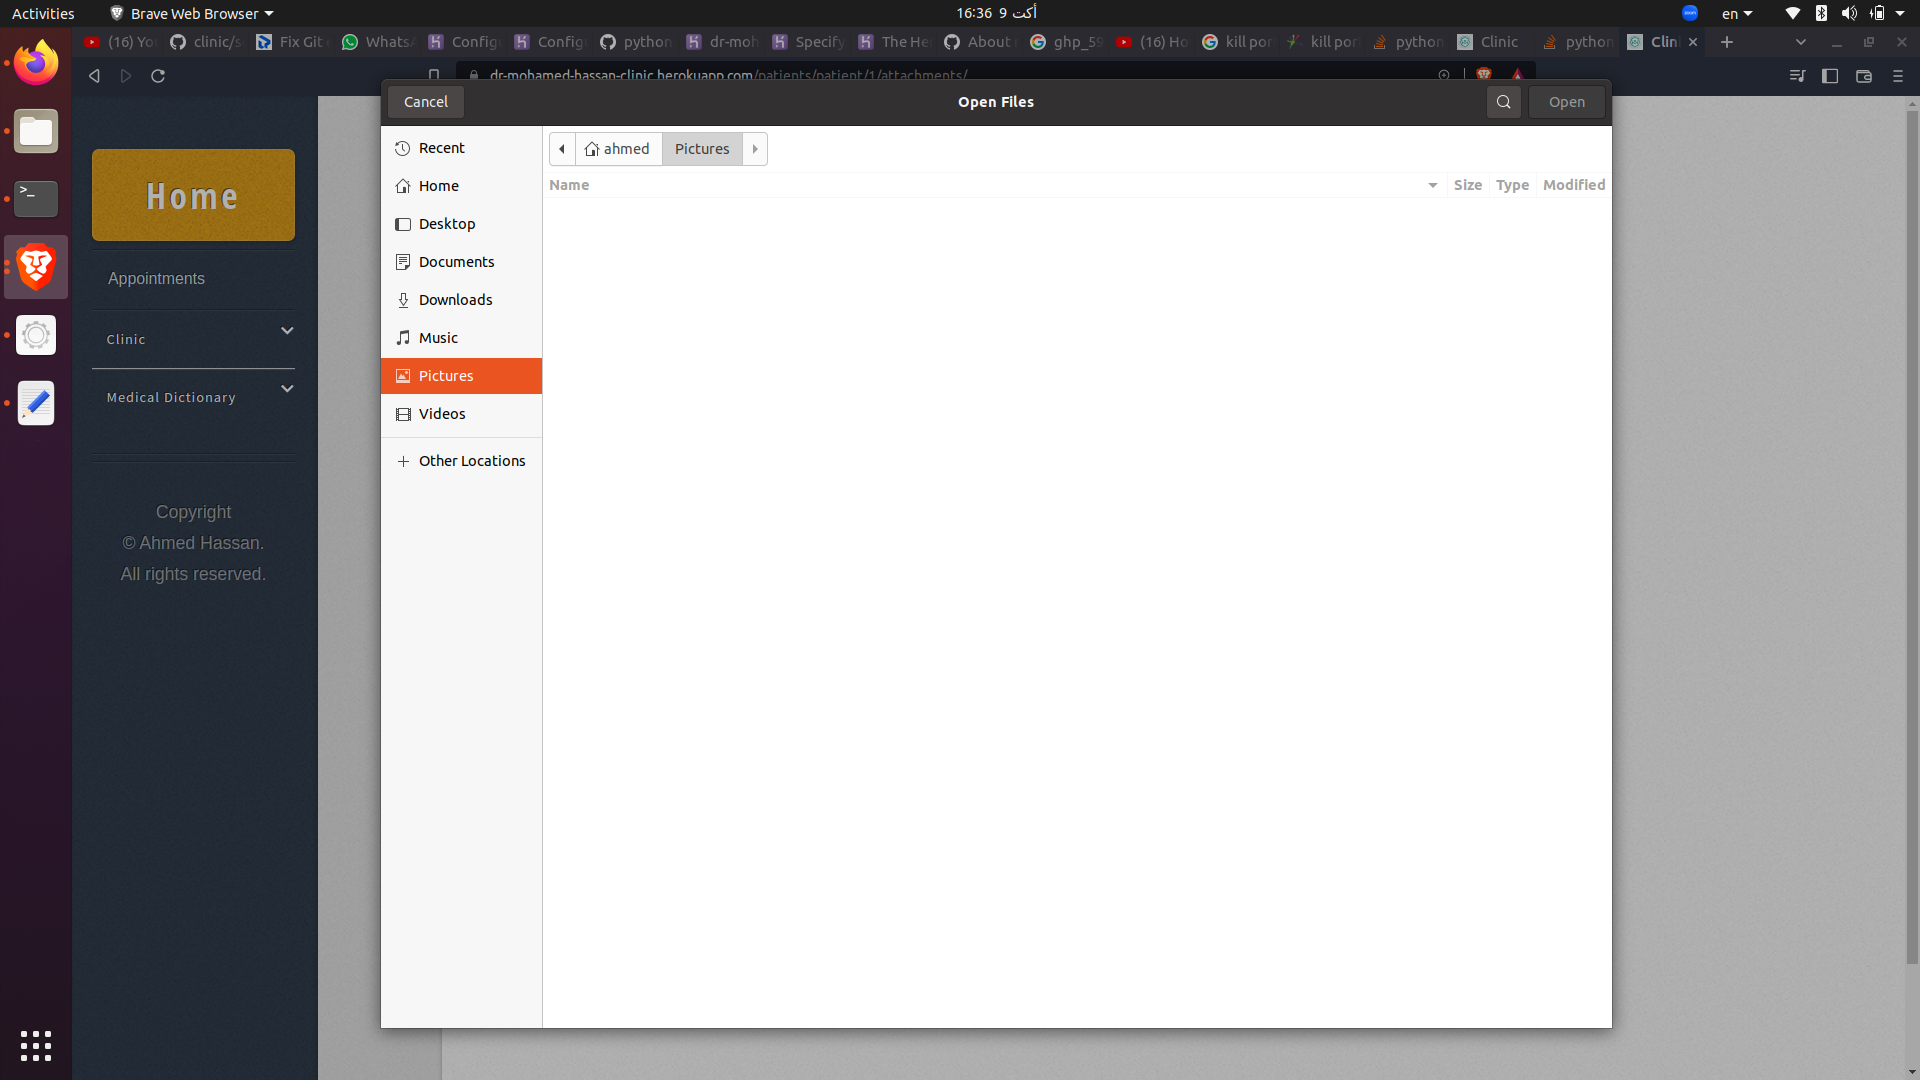 Activities
Brave Web Browser
16:36 9 أكت
zoom
en
(16) Yo
clinic/s
Fix Git
WhatsA
Config
Config
python
dr-moh
Specify
The He
About
ghp_59
(16) Ho
kill por
kill por
python
Clinic
python
Clin
dr-mohamed-hassan-clinic.herokuapp.com/patients/patient/1/attachments/
Cancel
Open Files
Open
Recent
Home
Desktop
Documents
Downloads
Music
Pictures
Videos
Other Locations
ahmed
Pictures
Name
Size
Type
Modified
Home
Appointments
Clinic
Medical Dictionary
Copyright
© Ahmed Hassan.
All rights reserved.